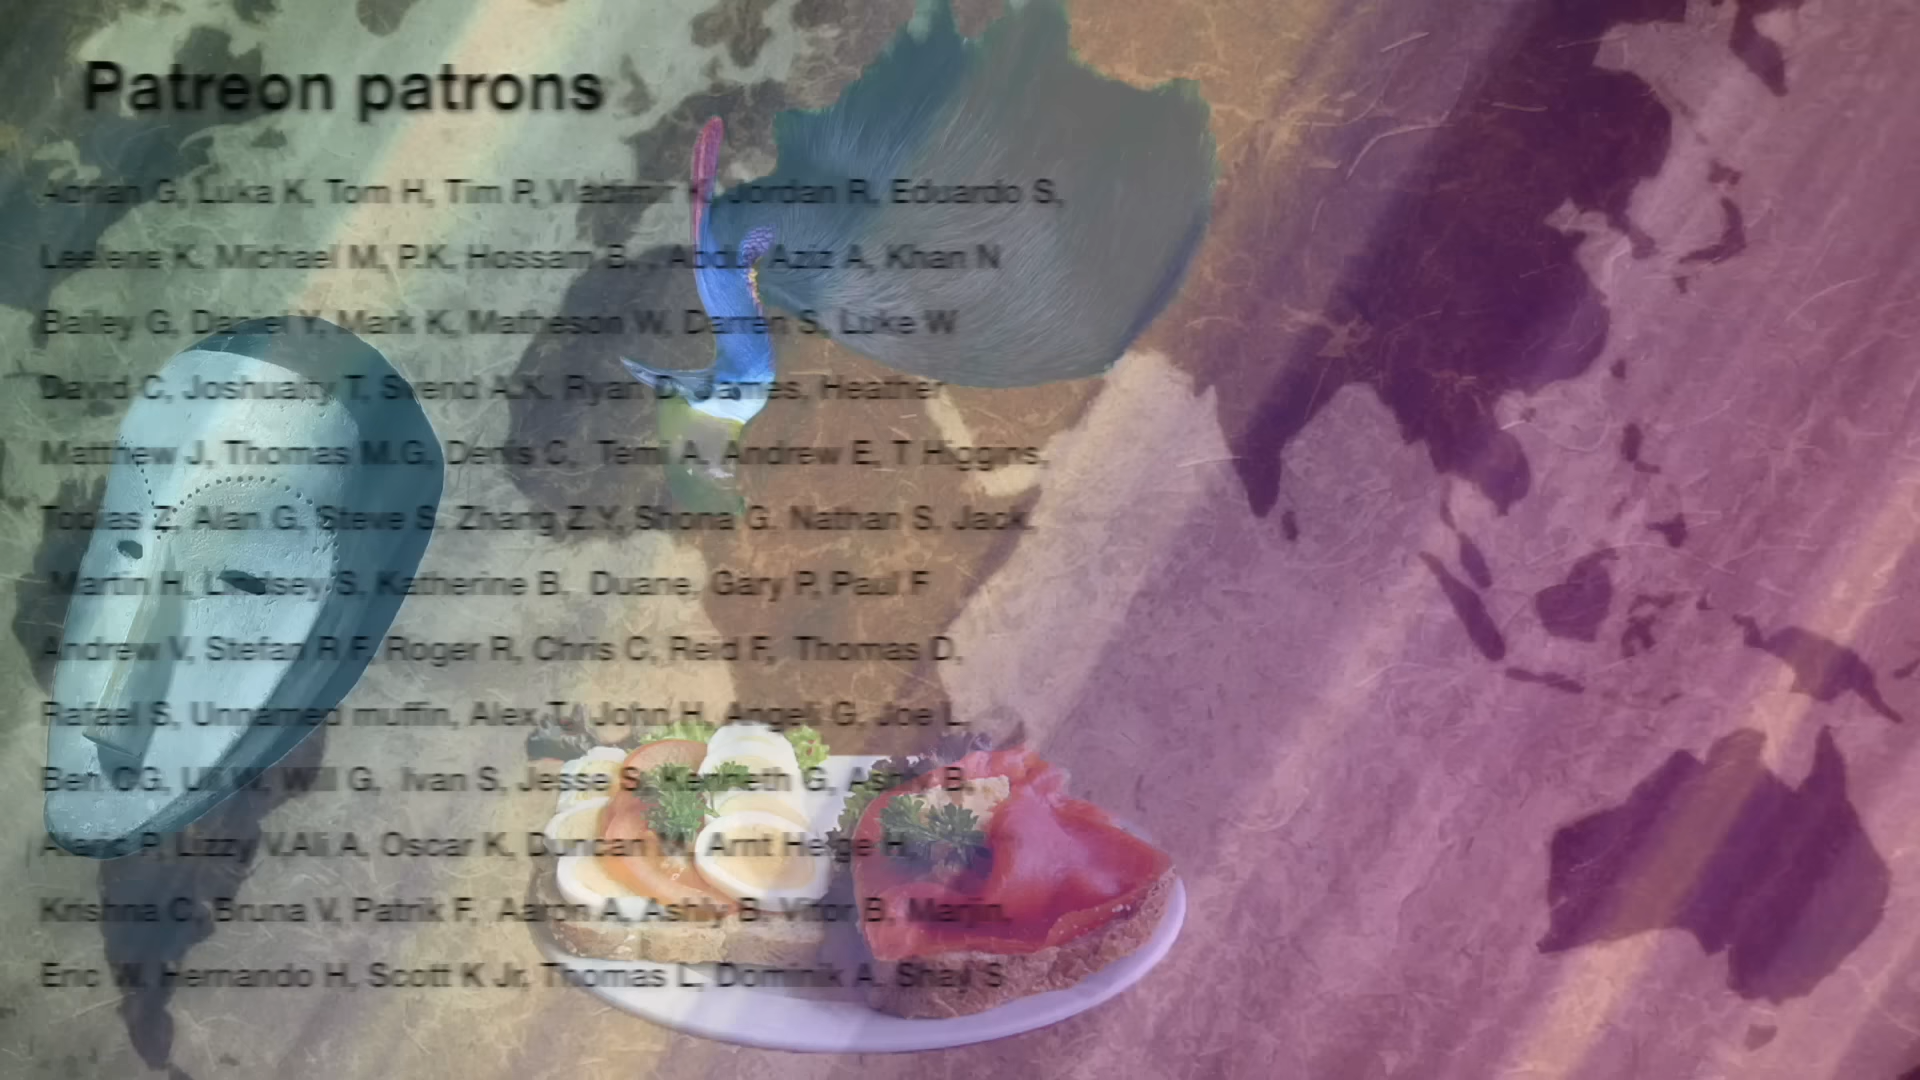 Patreon patrons
Adrian G, Luka K, Tom H, Tim P, Vladimir K, Jordan R, Eduardo S,
Leelene K, Michael M, P.K, Hossam B, , Abdul Aziz A, Khan N
Bailey G, Daniel Y, Mark K, Matheson W, Darren S, Luke W
David C, Joshua,ty T, Svend A.K. Ryan D, James, Heather
Matthew J, Thomas M.G, Denis C, Temi A, Andrew E, T Higgins,
Tobias Z. Alan G, Steve S, Zhang,Z.Y, Shona G. Nathan S. Jack.
Martin H, Lindsey S, Katherine B, Duane, Gary P, Paul F
Andrew V, Stefan R F, Roger R, Chris C, Reid F, Thomas D,
Rafael S, Unnamed muffin, Alex T/ John H, Angeli G, Joe L,
Ben CG, W, Will G, Ivan S, Jesse S, Kenneth G, B,
P, Lizzy V.Ali A, Oscar K, Duncan M, Arnt Helge H,
Krishna C, Bruna V, Patrik F, Aaron A, Ashly B, Vitor B, Marjin,
Eric W, Hernando H, Scott K Jr, Thomas L, Dominik A, Shay S